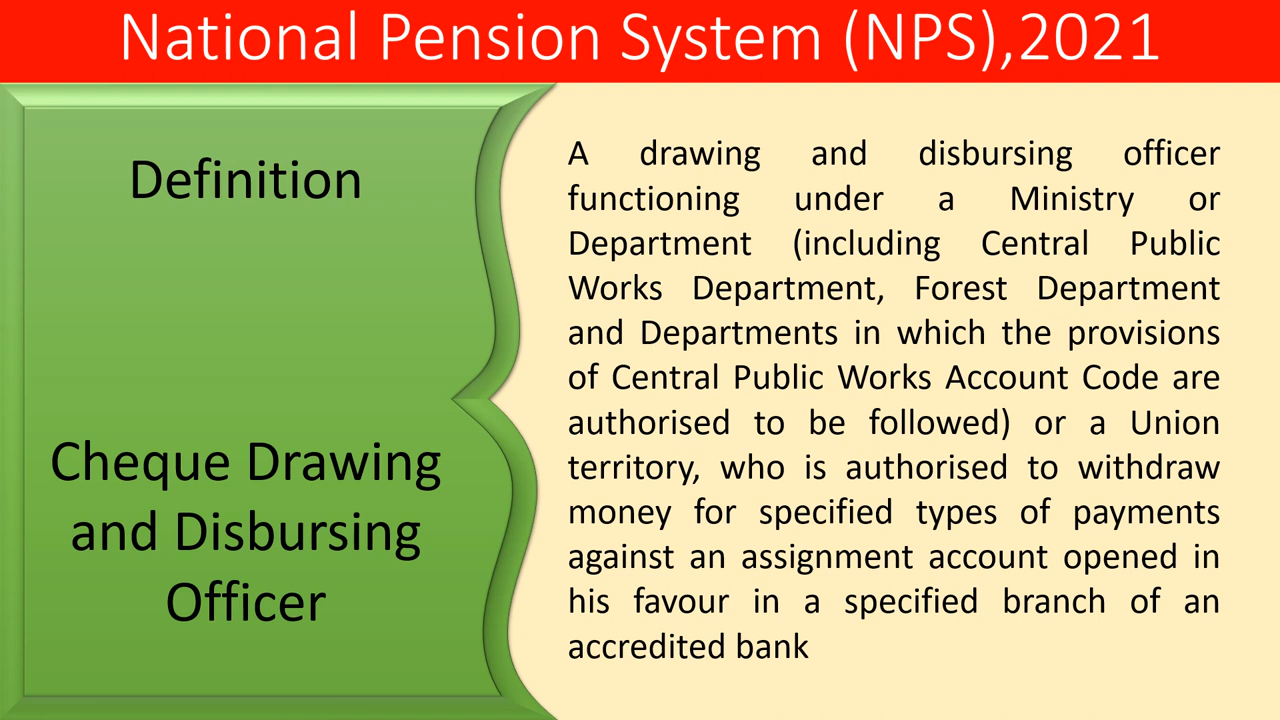 National Pension System (NPS),2021
Definition
Cheque Drawing
and Disbursing
Officer
A drawing and disbursing officer
functioning under a Ministry or
Department (including Central Public
Works Department, Forest Department
and Departments in which the provisions
of Central Public Works Account Code are
authorised to be followed) or a Union
territory, who is authorised to withdraw
money for specified types of payments
against an assignment account opened in
his favour in a specified branch of an
accredited bank